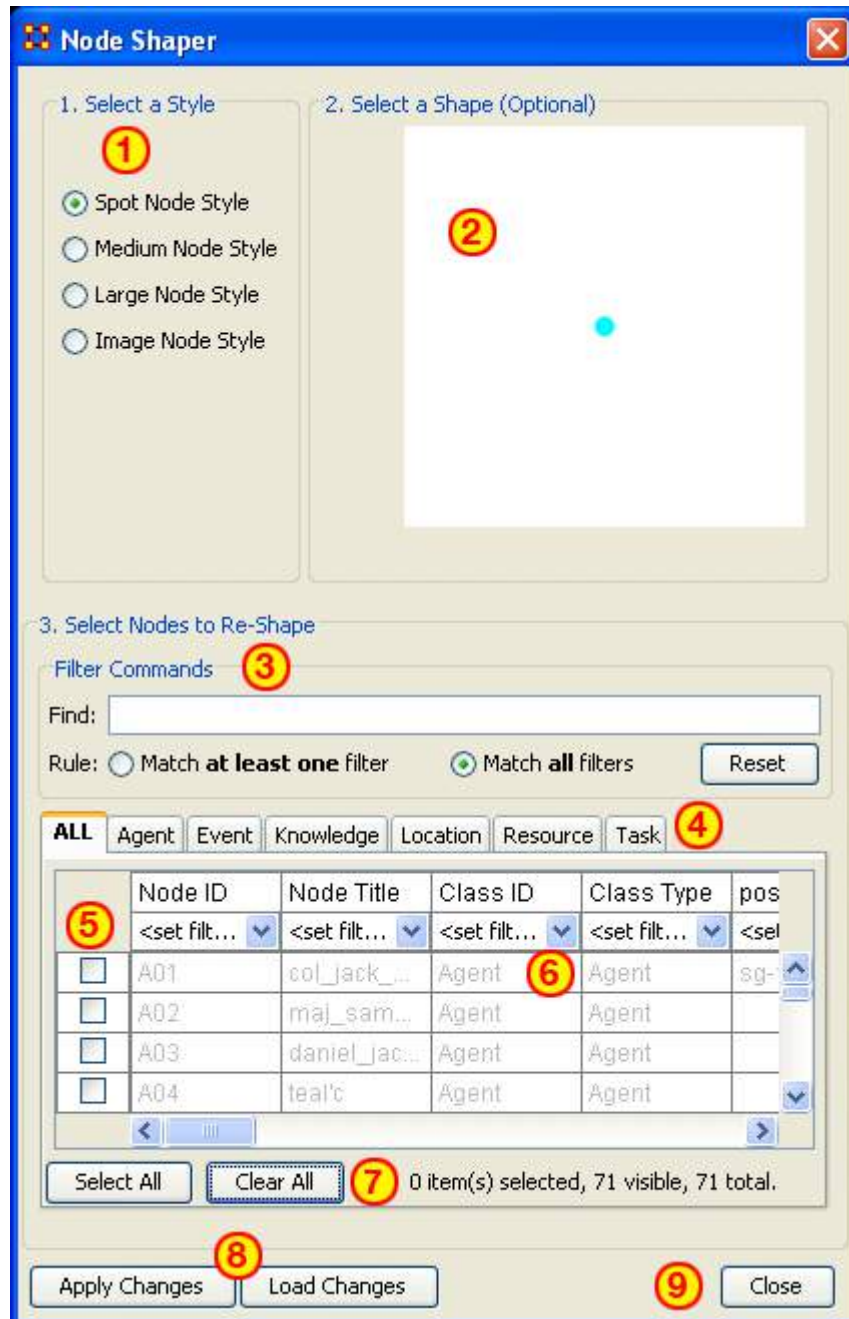 Node Shaper
1. Select a Style
2. Select a Shape (Optional)
1
Spot Node Style
2
Medium Node Style
Large Node Style
Image Node Style
3. Select Nodes to Re-Shape
Filter Commands 3
Find:
Rule: Match at least one filter Match all filters Reset
ALL Agent Event Knowledge Location Resource Task 4
Node ID Node Title Class ID Class Type pos
5 <set filt... <set filt... <set filt... <set filt... <sel
A01 col_jack_... Agent 6 Agent sg-
A02 maj_sam... Agent Agent
A03 daniel_jac... Agent Agent
A04 teal'c Agent Agent
Select All Clear All 7 0 item(s) selected, 71 visible, 71 total.
8
Apply Changes Load Changes 9 Close